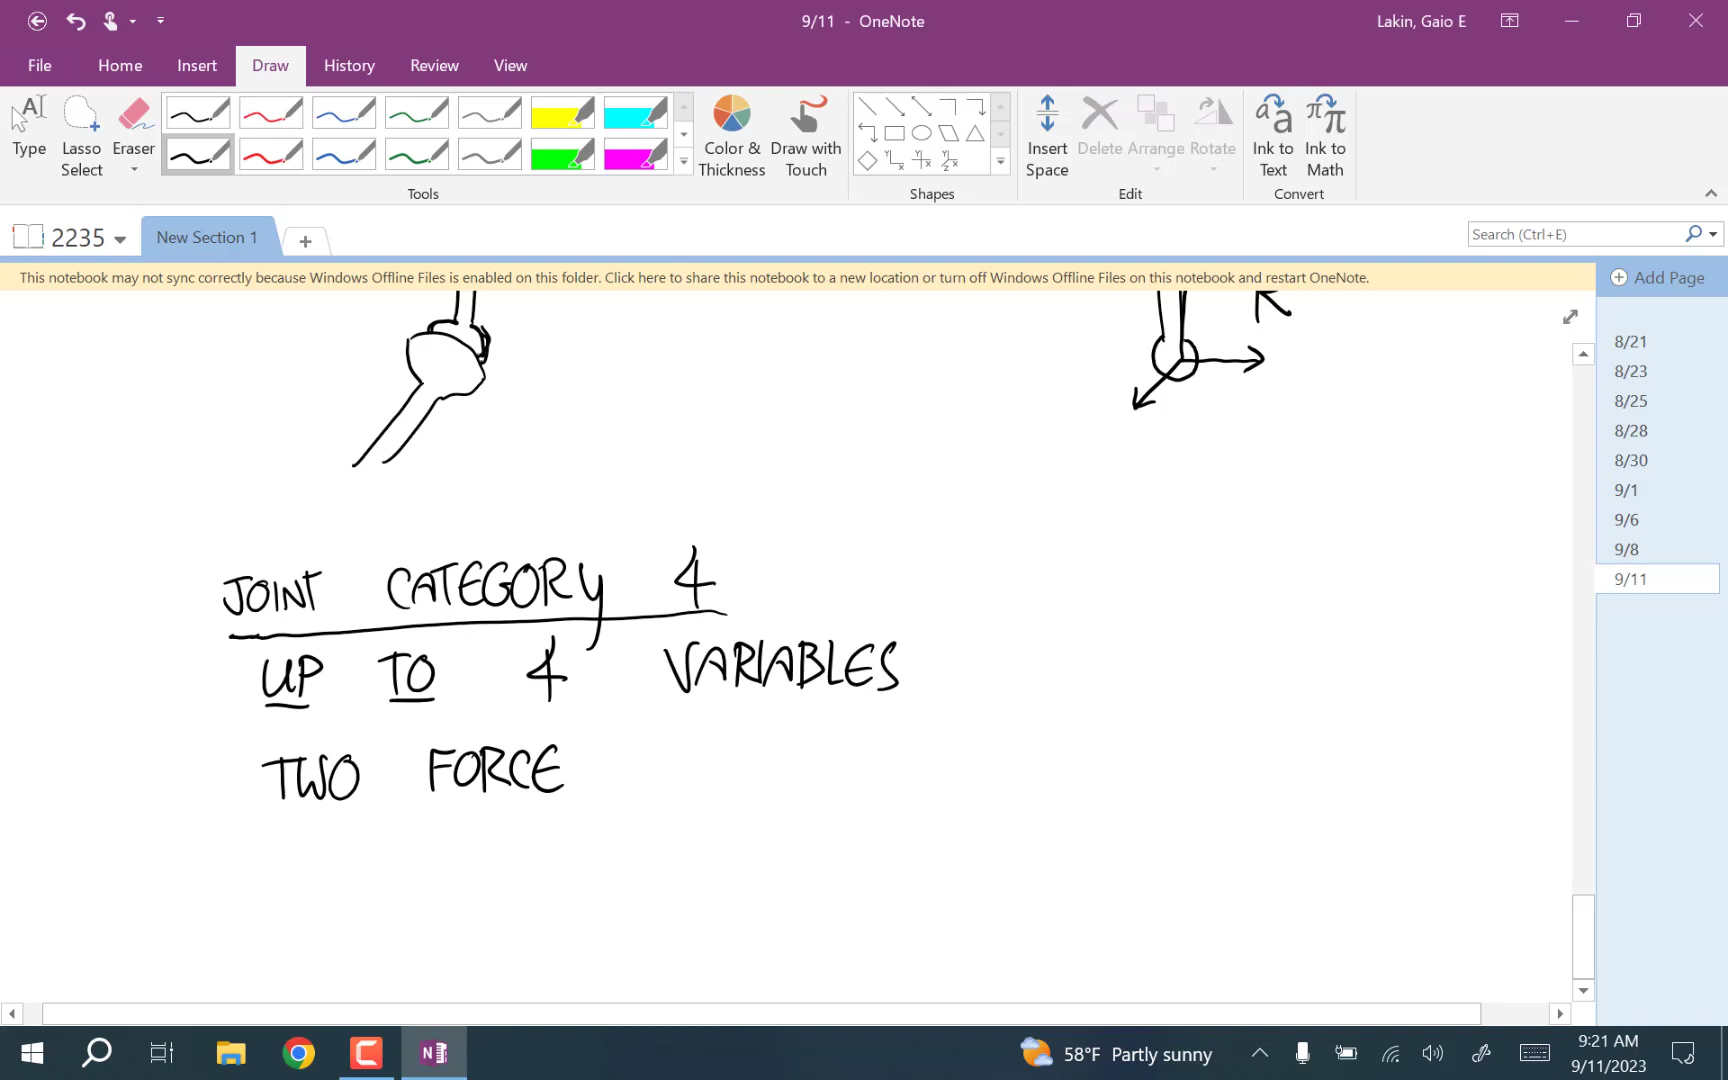 9/11 - OneNote
Lakin, Gaio E
File Home Insert Draw History Review View
Type
Lasso Select
Eraser
Color & Thickness
Draw with Touch
Insert Space
Delete
Arrange
Rotate
Ink to Text
Ink to Math
Tools
Shapes
Edit
Convert
2235
New Section 1
Search (Ctrl+E)
This notebook may not sync correctly because Windows Offline Files is enabled on this folder. Click here to share this notebook to a new location or turn off Windows Offline Files on this notebook and restart OneNote.
Add Page
8/21
8/23
8/25
8/28
8/30
9/1
9/6
9/8
9/11
JOINT CATEGORY 4
UP TO 4 VARIABLES
TWO FORCE
58°F Partly sunny
9:21 AM
9/11/2023